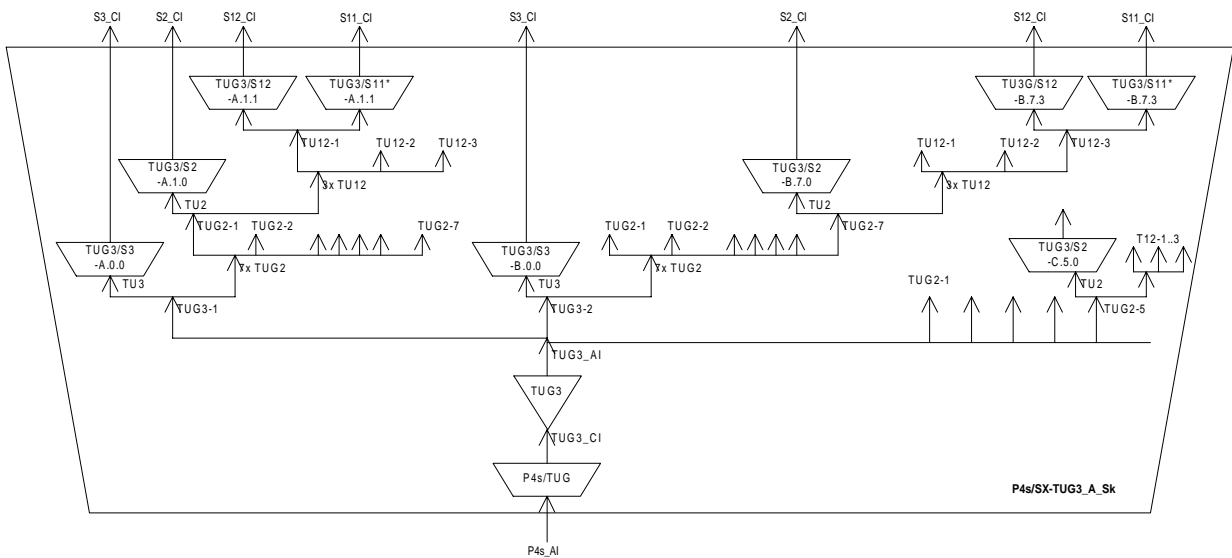 S3_CI
S2_CI
S12_CI
S11_CI
S3_CI
S2_CI
S12_CI
S11_CI
TUG3/S12
-A.1.1
TUG3/S11*
-A.1.1
TU3G/S12
-B.7.3
TUG3/S11*
-B.7.3
TU12-1
TU12-2
TU12-3
TU12-1
TU12-2
TU12-3
TUG3/S2
-A.1.0
3x TU12
TUG3/S2
-B.7.0
3x TU12
TU2
TU2
TUG2-1
TUG2-2
TUG2-7
TUG2-1
TUG2-2
TUG2-7
TUG3/S3
-A.0.0
7x TUG2
TUG3/S3
-B.0.0
7x TUG2
TUG3/S2
-C.5.0
T12-1..3
TU3
TU3
TUG2-1
TU2
TUG3-1
TUG3-2
TUG2-5
TUG3_AI
TUG3
TUG3_CI
P4s/TUG
P4s/SX-TUG3_A_Sk
P4s_AI